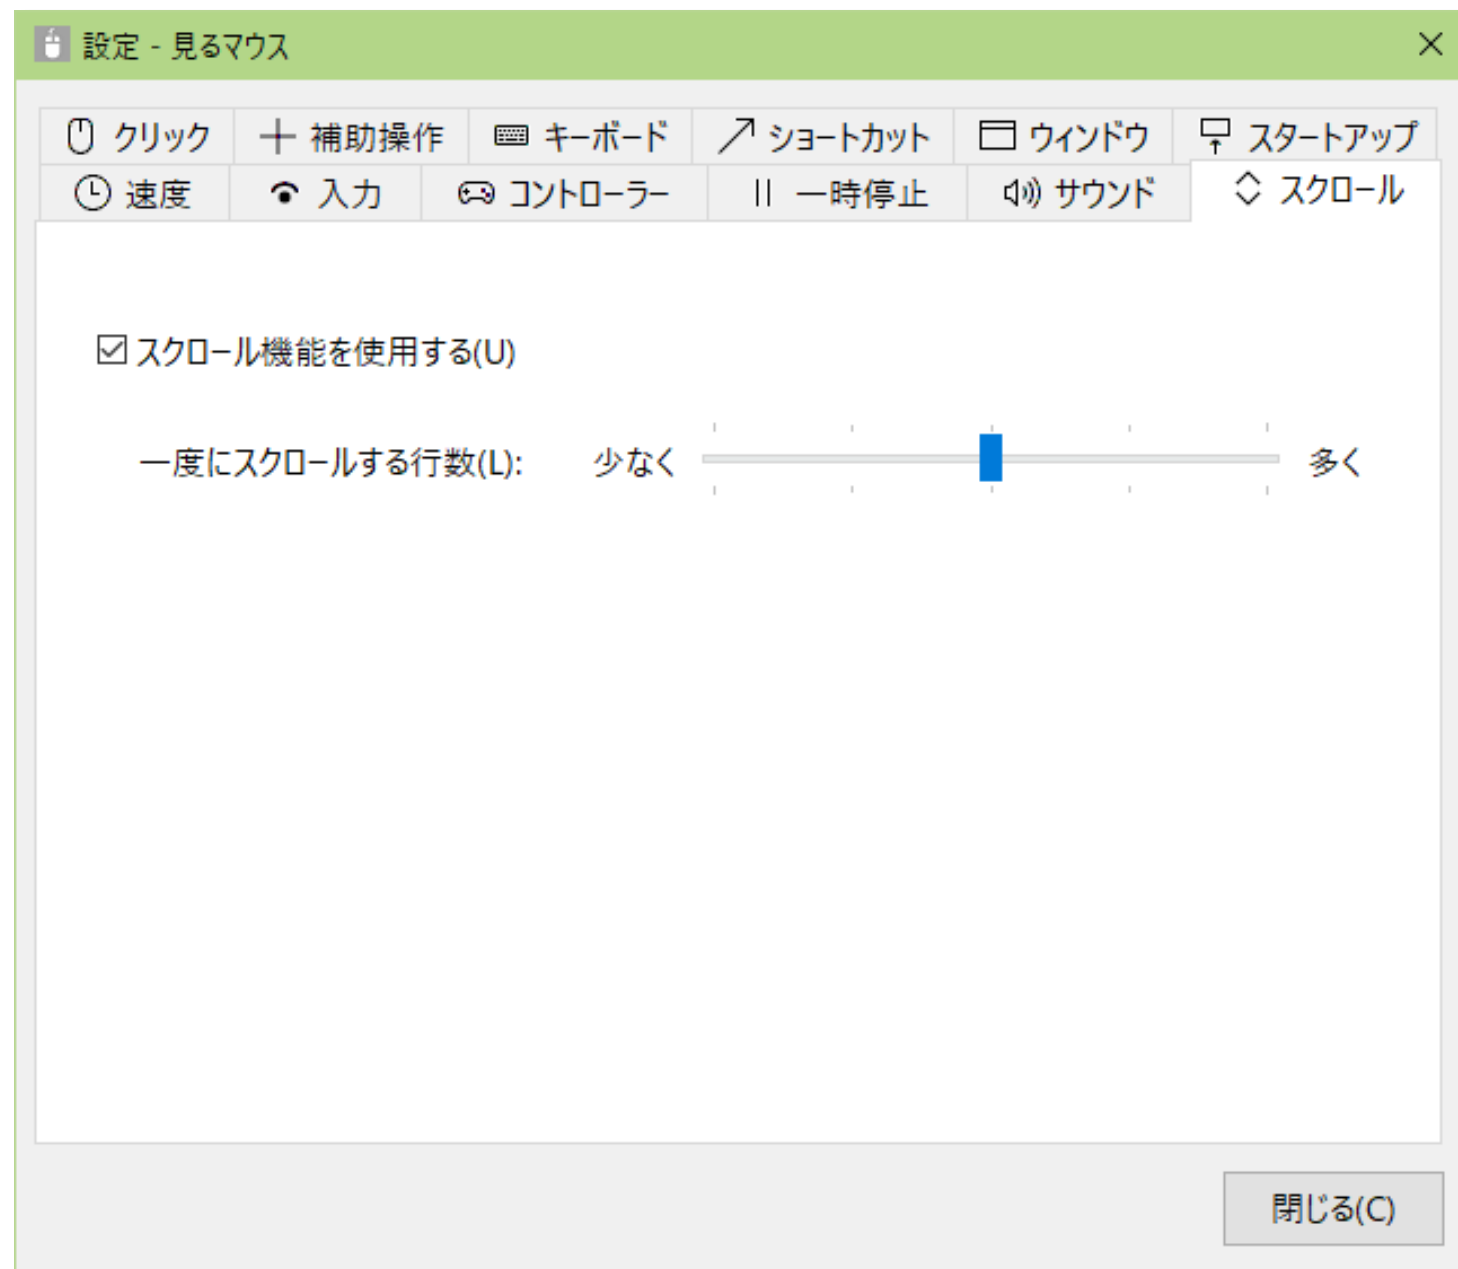 設定 - 見るマウス
クリック 補助操作 キーボード ショートカット ウィンドウ スタートアップ
速度 入力 コントローラー 一時停止 サウンド スクロール
スクロール機能を使用する(U)
一度にスクロールする行数(L): 少なく 多く
閉じる(C)